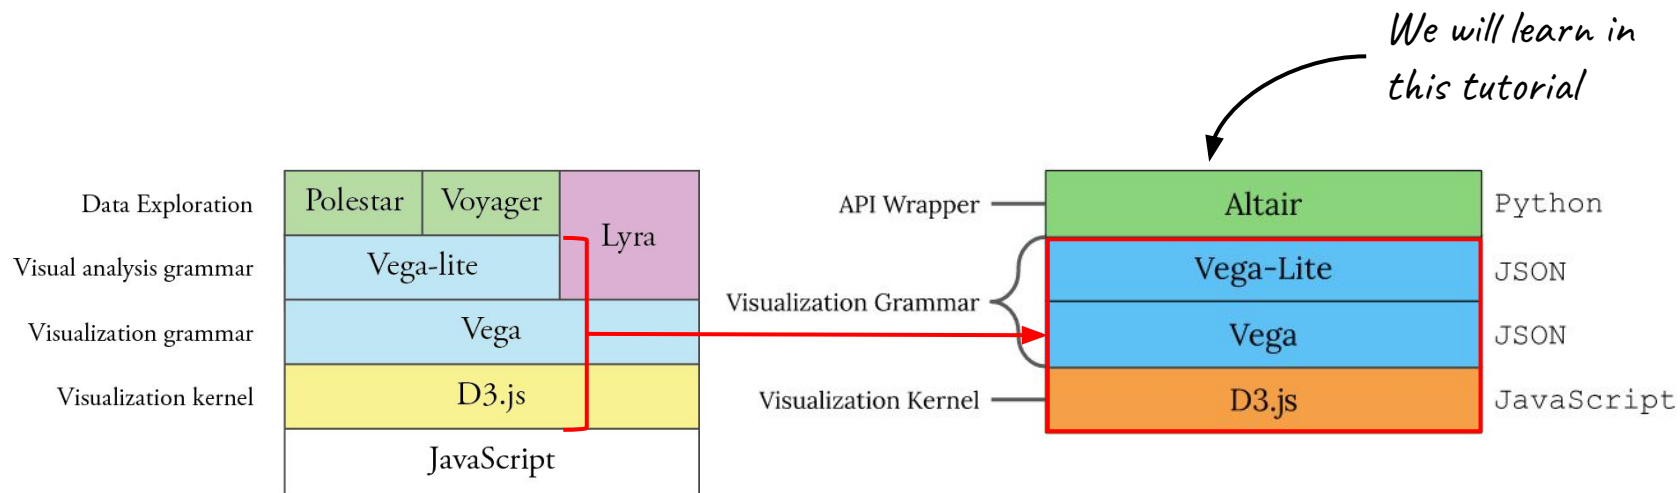 We will learn in
this tutorial
Data Exploration
Polestar
Voyager
Lyra
Visual analysis grammar
Vega-lite
Visualization grammar
Vega
Visualization kernel
D3.js
JavaScript
API Wrapper
Altair
Python
Visualization Grammar
Vega-Lite
JSON
Vega
JSON
Visualization Kernel
D3.js
JavaScript